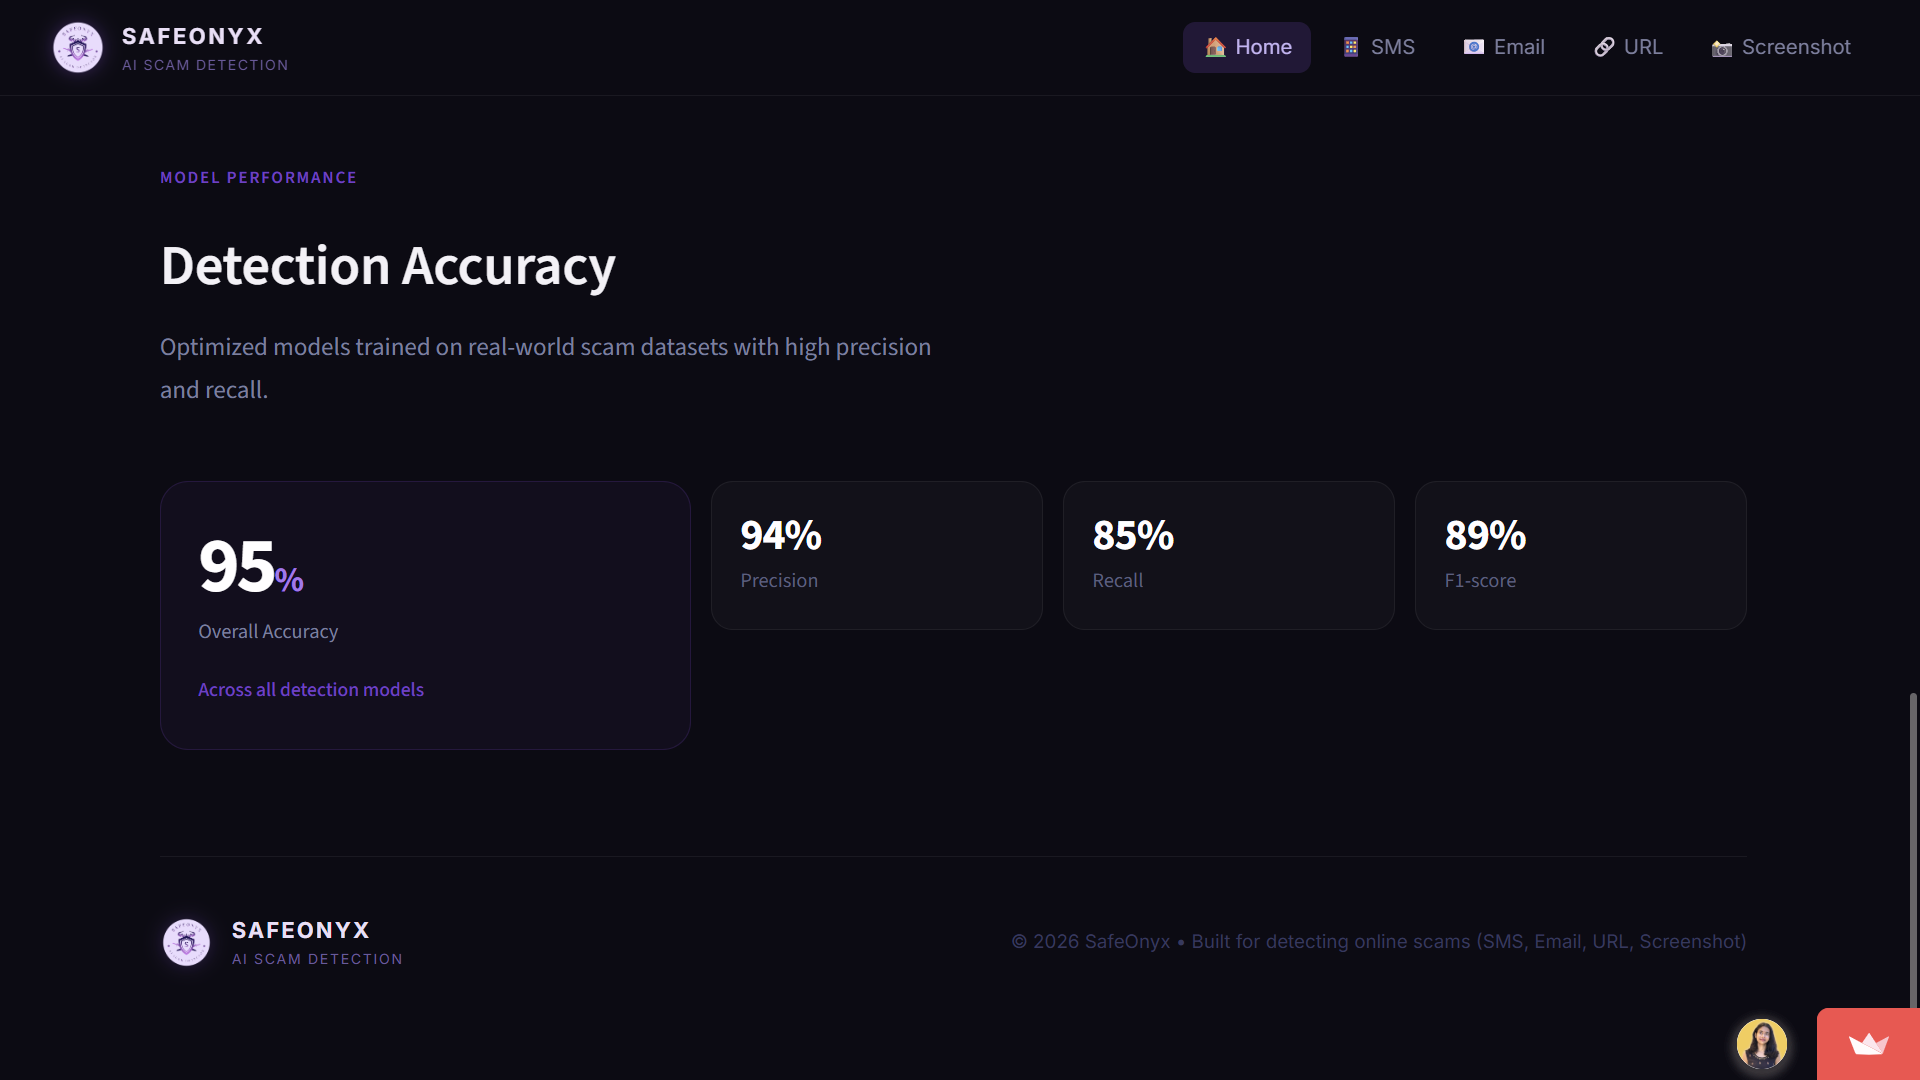 SAFEONYX
AI SCAM DETECTION
Home
SMS
Email
URL
Screenshot
MODEL PERFORMANCE
Detection Accuracy
Optimized models trained on real-world scam datasets with high precision
and recall.
95%
Overall Accuracy
Across all detection models
94%
Precision
85%
Recall
89%
F1-score
SAFEONYX
AI SCAM DETECTION
© 2026 SafeOnyx • Built for detecting online scams (SMS, Email, URL, Screenshot)